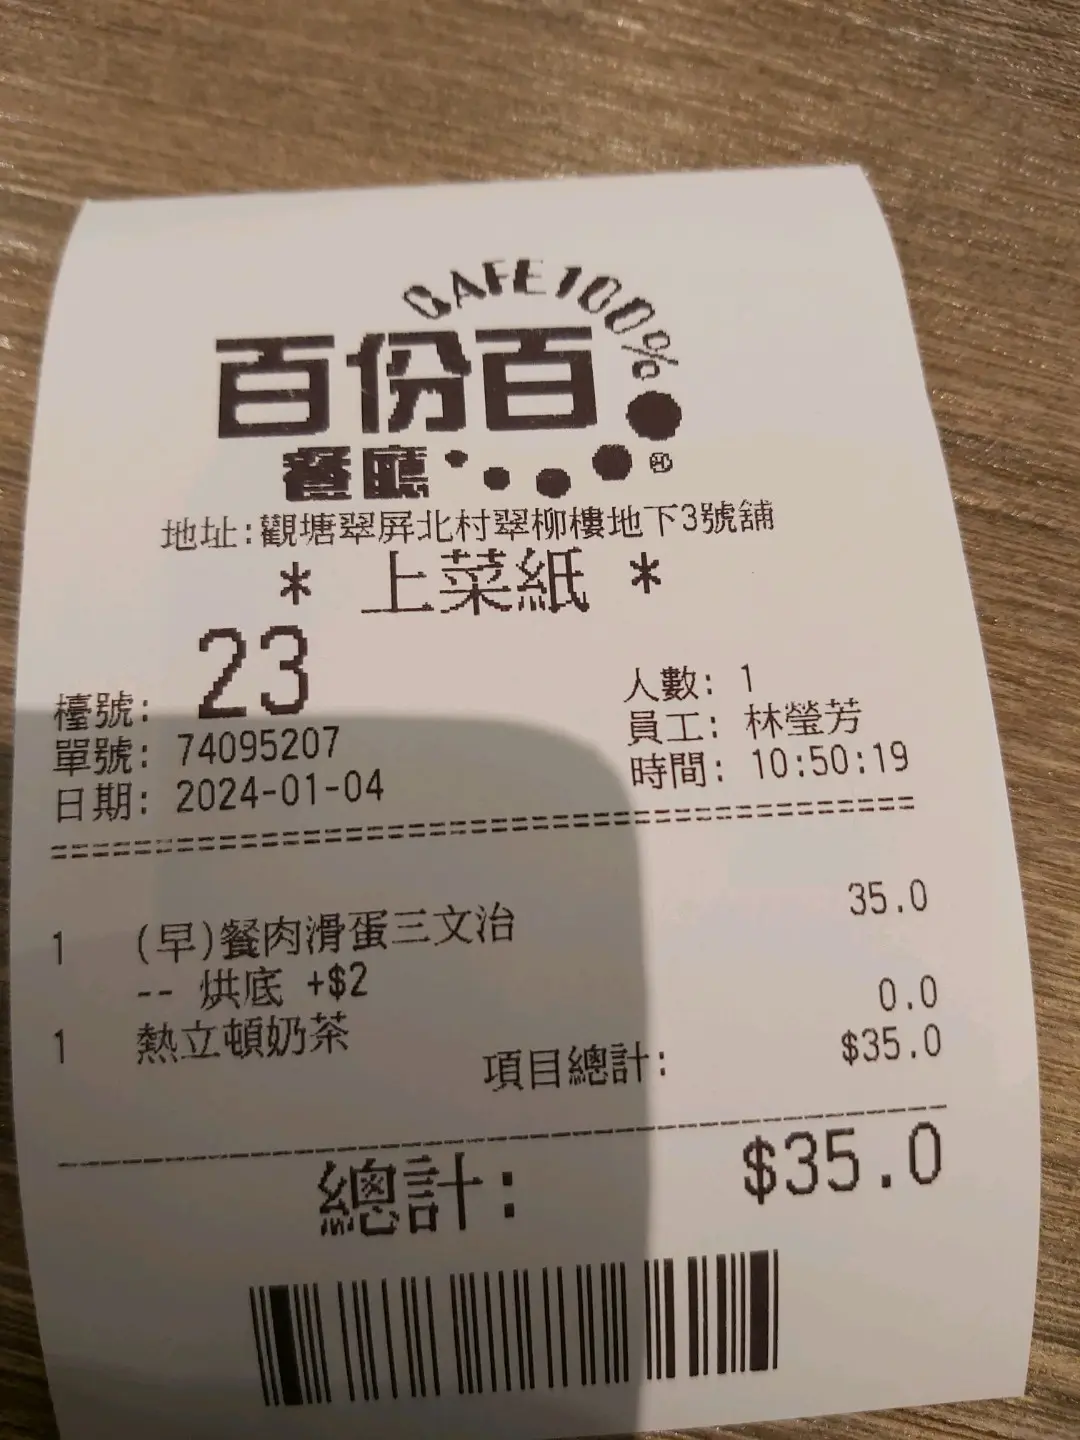 CAFE 100%
百份百
餐廳
地址:觀塘翠屏北村翠柳樓地下3號舖
* 上菜紙 *
檯號: 23
人數: 1
單號: 74095207
員工: 林瑩芳
日期: 2024-01-04
時間: 10:50:19
================================================
1 (早)餐肉滑蛋三文治 35.0
-- 烘底 +$2
1 熱立頓奶茶 0.0
項目總計: $35.0
總計: $35.0